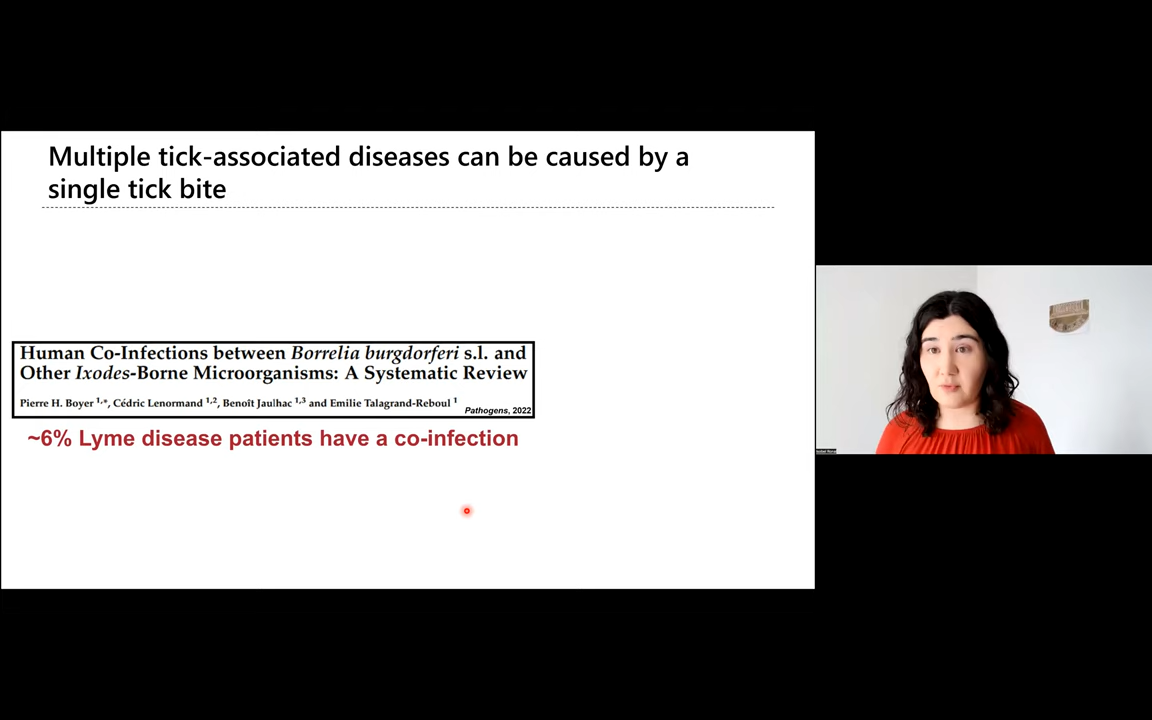 Multiple tick-associated diseases can be caused by a
single tick bite
Human Co-Infections between Borrelia burgdorferi s.l. and
Other Ixodes-Borne Microorganisms: A Systematic Review
Pierre H. Boyer 1,*, Cédric Lenormand 1,2, Benoît Jaulhac 1,3 and Emilie Talagrand-Reboul 1
Pathogens, 2022
~6% Lyme disease patients have a co-infection